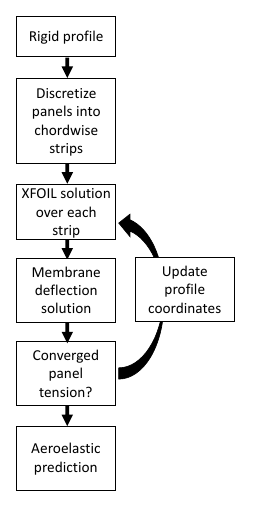 Rigid profile
Discretize
panels into
chordwise
strips
XFOIL solution
over each
strip
Membrane
deflection
solution
Update
profile
coordinates
Converged
panel
tension?
Aeroelastic
prediction